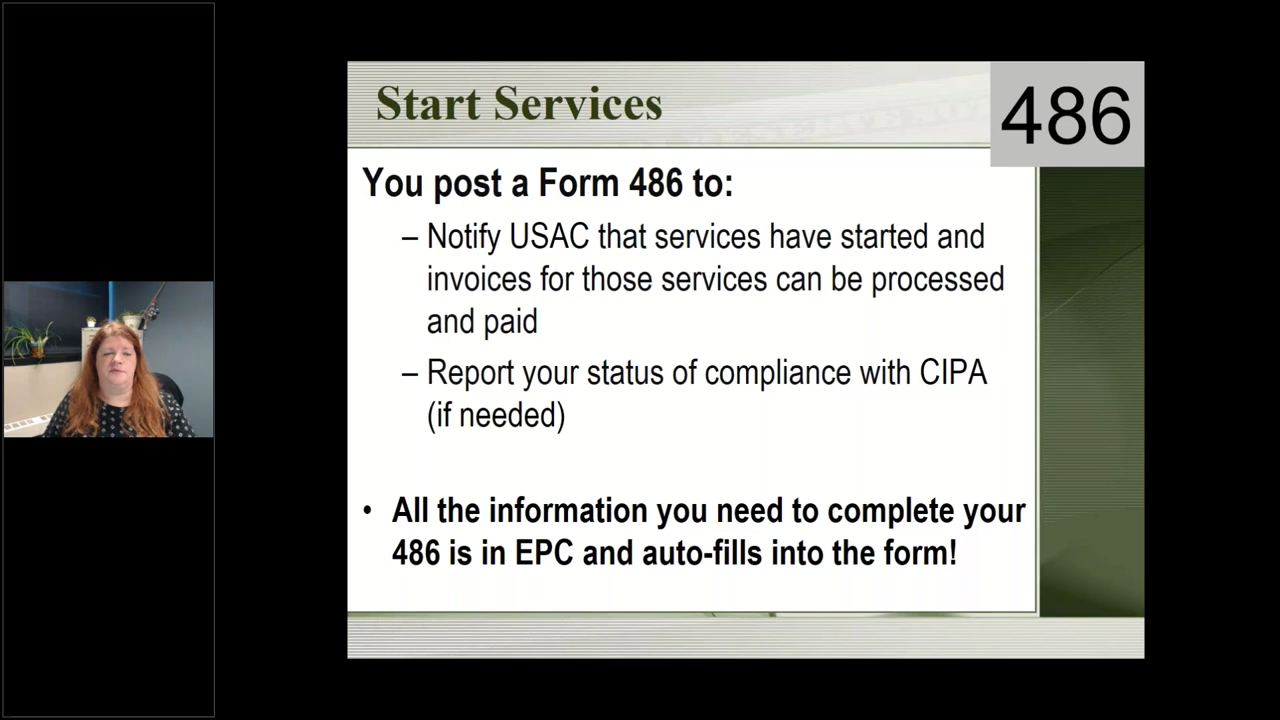 Start Services
486
You post a Form 486 to:
– Notify USAC that services have started and
invoices for those services can be processed
and paid
– Report your status of compliance with CIPA
(if needed)
• All the information you need to complete your
486 is in EPC and auto-fills into the form!